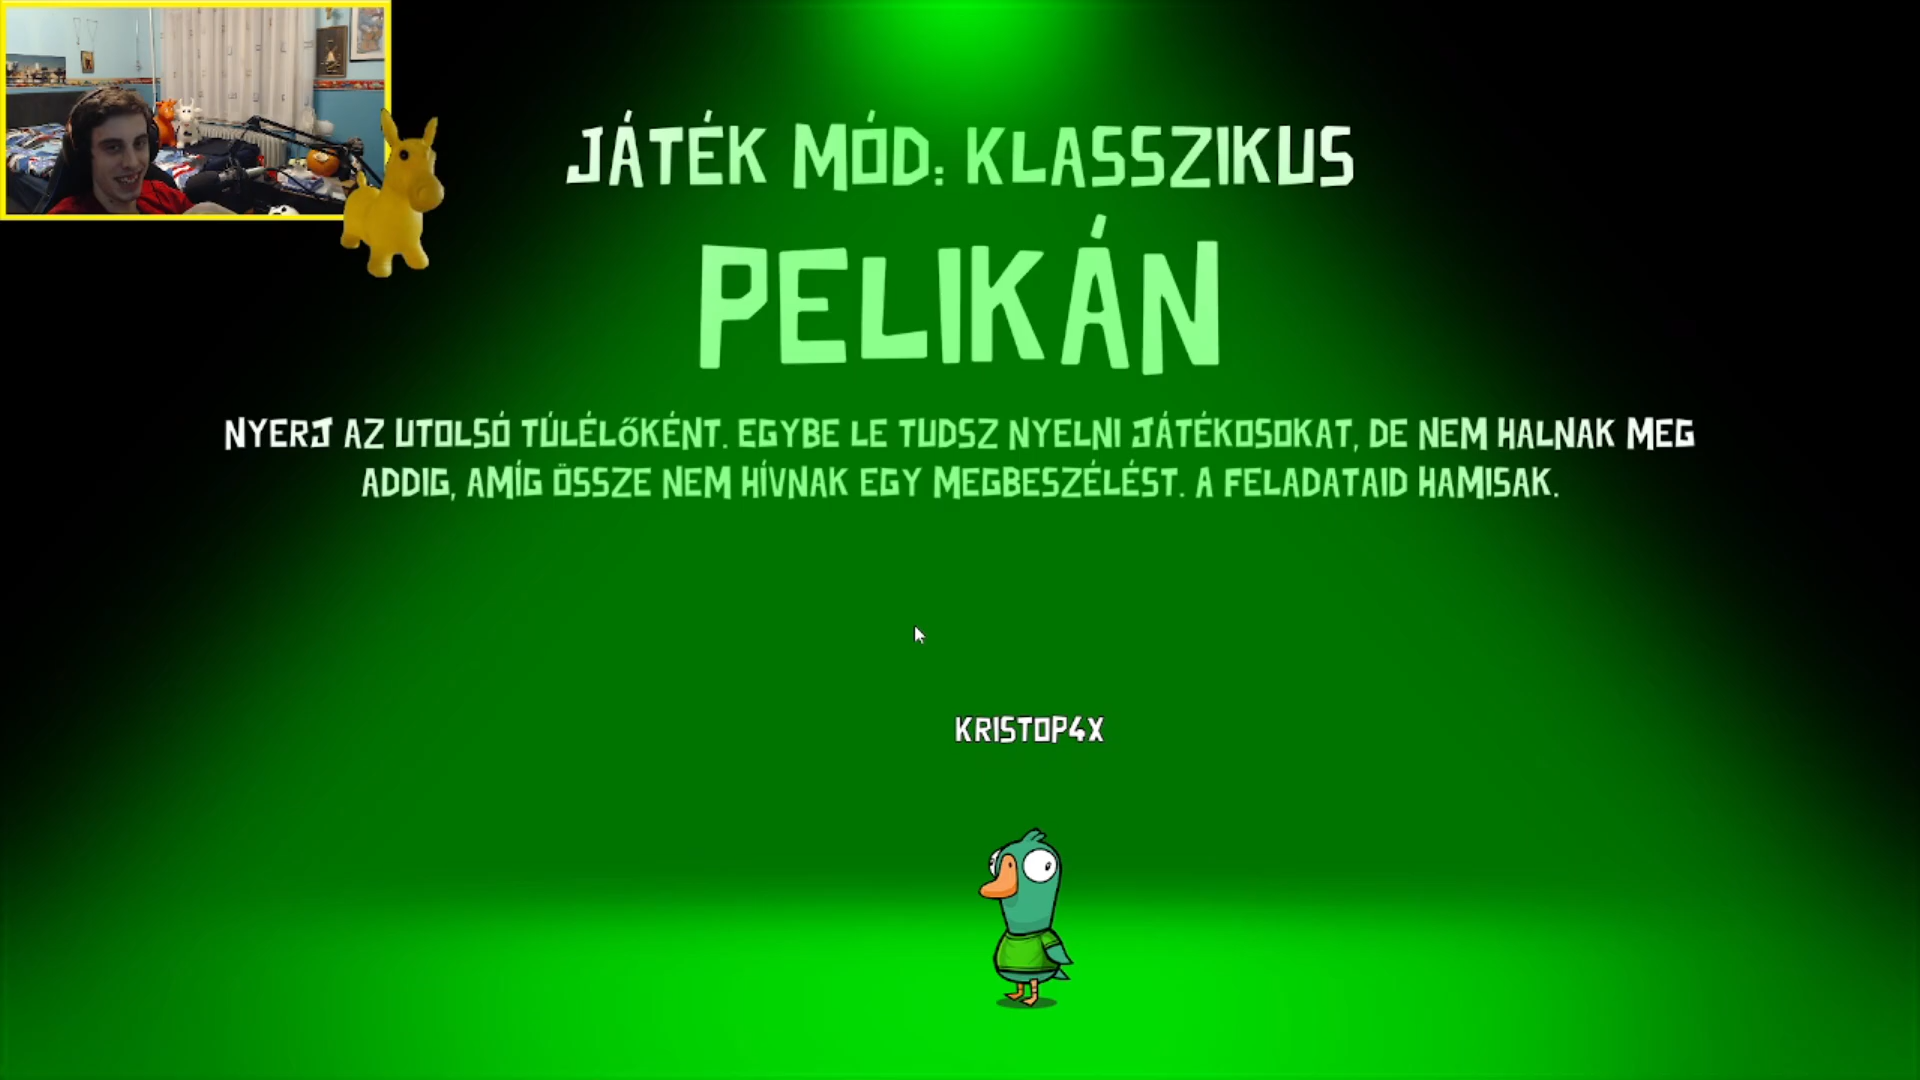 JÁTÉK MÓD: KLASSZIKUS
PELIKÁN
NYERJ AZ UTOLSÓ TÚLÉLŐKÉNT. EGYBE LE TUDSZ NYELNI JÁTÉKOSOKAT, DE NEM HALNAK MEG
ADDIG, AMÍG ÖSSZE NEM HÍVNAK EGY MEGBESZÉLÉST. A FELADATAID HAMISAK.
KRISTOP4X